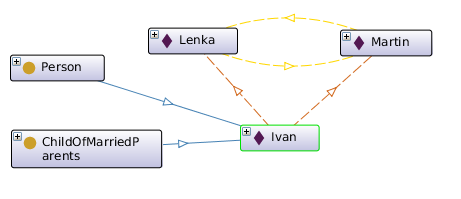 Lenka
Martin
Person
ChildOfMarriedP
arents
Ivan